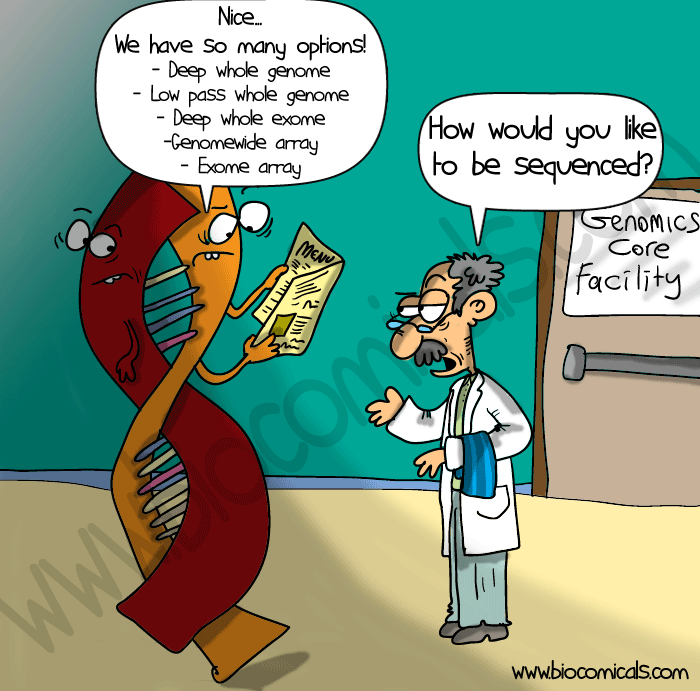 Nice...
We have so many options!
- Deep whole genome
- Low pass whole genome
- Deep whole exome
-Genomewide array
- Exome array
How would you like
to be sequenced?
MENU
Genomics
Core
Facility
www.biocomicals.com
www.biocomicals.com